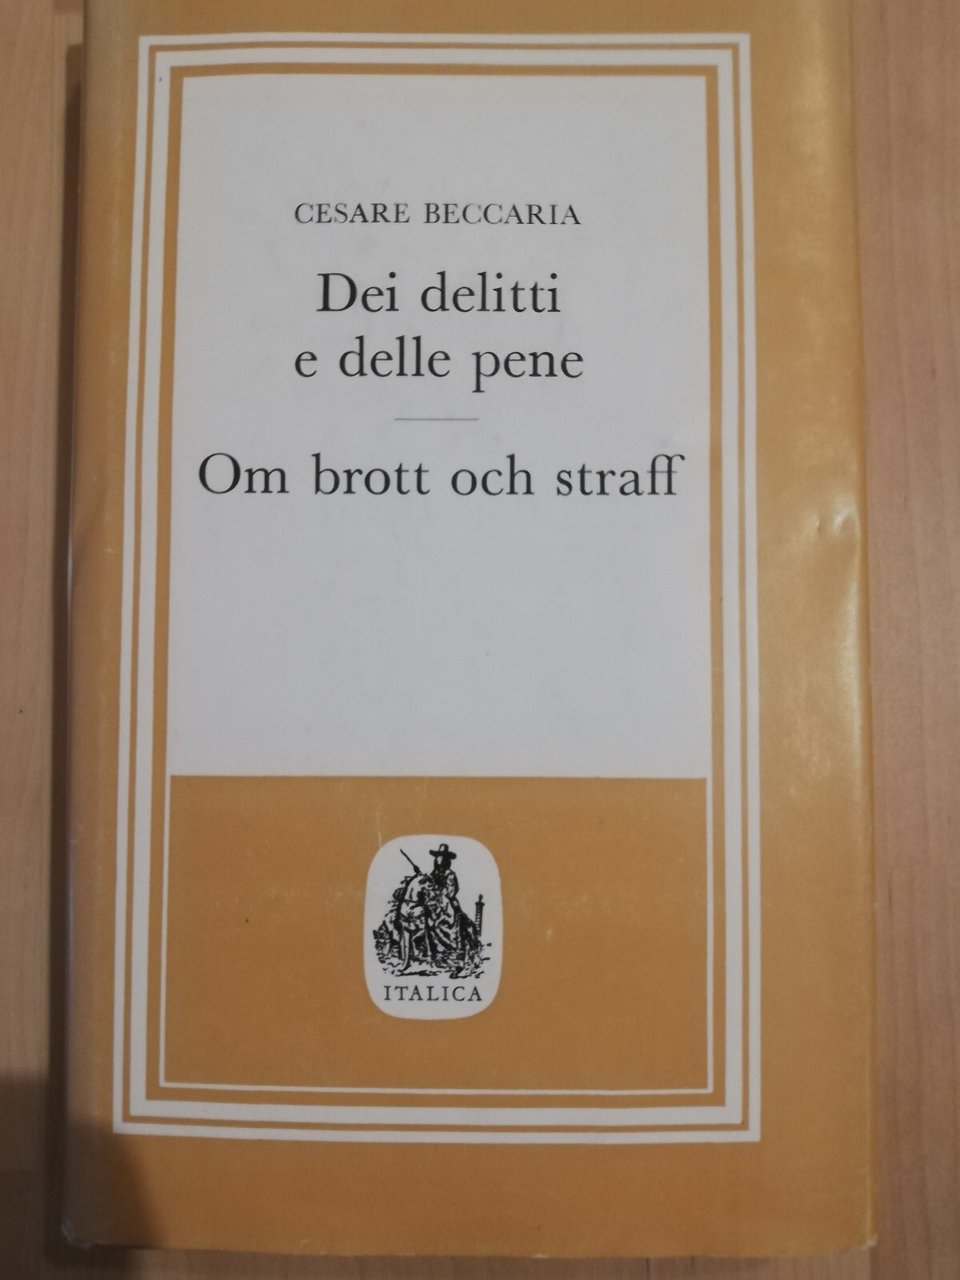 CESARE BECCARIA
Dei delitti
e delle pene
Om brott och straff
ITALICA